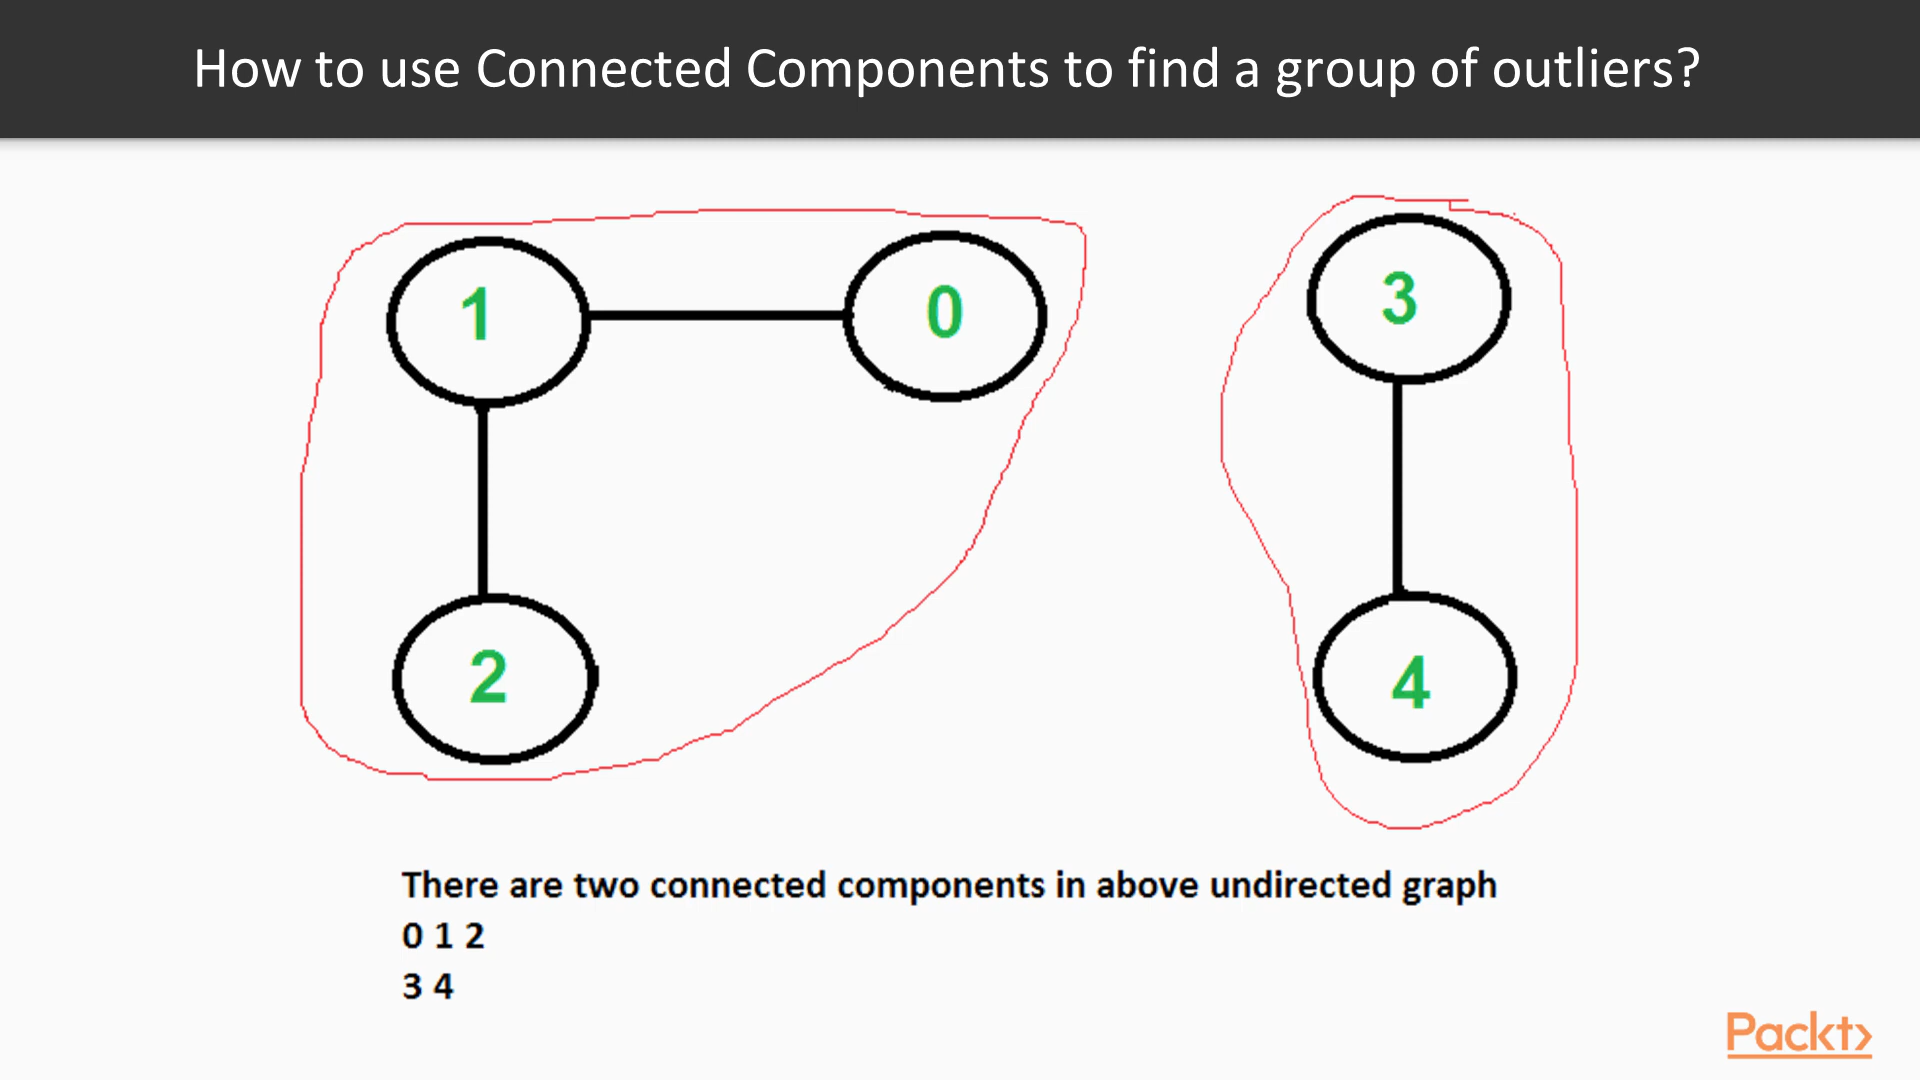 How to use Connected Components to find a group of outliers?
1
0
3
2
4
There are two connected components in above undirected graph
0 1 2
3 4
Packt>